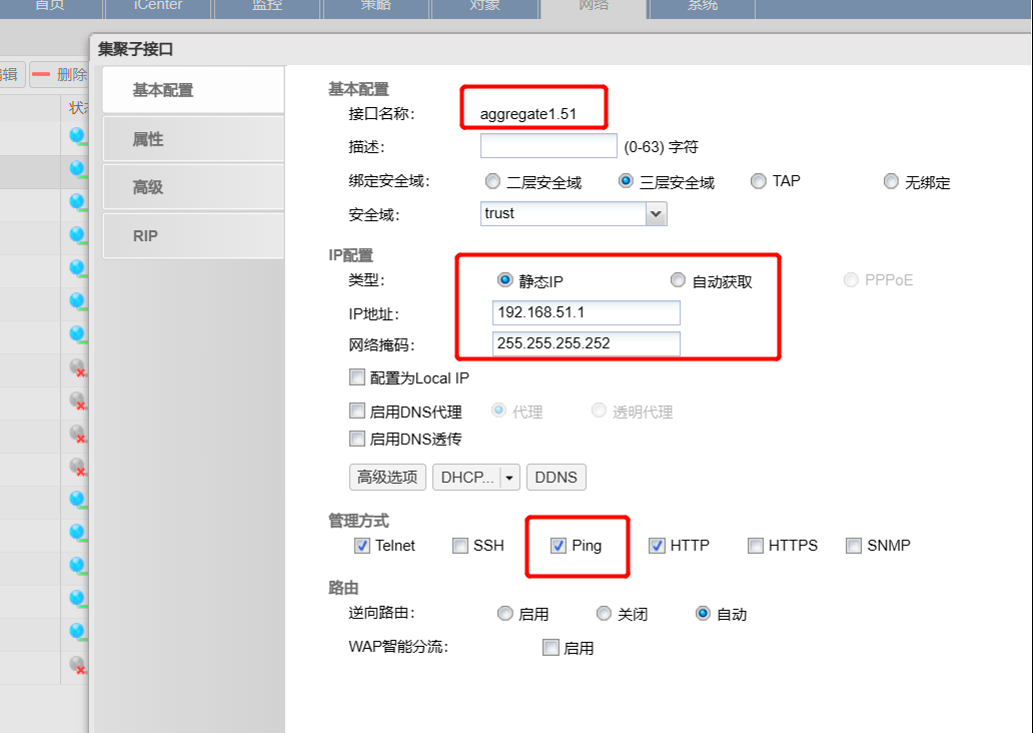 首页 iCenter 监控 策略 对象 网络 系统
集聚子接口
删除
基本配置
属性
高级
RIP
基本配置
接口名称: aggregate1.51
描述: (0-63) 字符
绑定安全域: 二层安全域 三层安全域 TAP 无绑定
安全域: trust
IP配置
类型: 静态IP 自动获取 PPPoE
IP地址: 192.168.51.1
网络掩码: 255.255.255.252
配置为Local IP
启用DNS代理 代理 透明代理
启用DNS透传
高级选项 DHCP... DDNS
管理方式
Telnet SSH Ping HTTP HTTPS SNMP
路由
逆向路由: 启用 关闭 自动
WAP智能分流: 启用